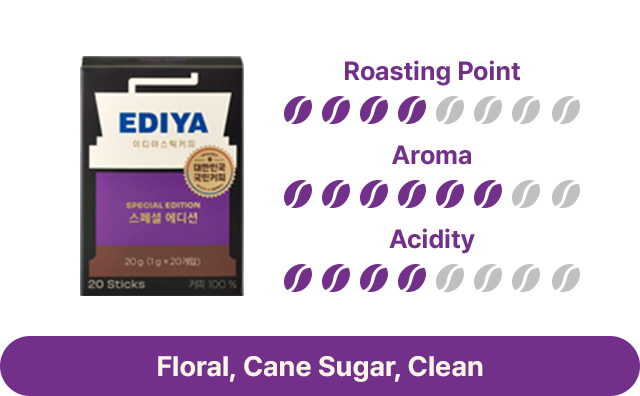 EDIYA
이디야스틱커피
대한민국
국민커피
SPECIAL EDITION
스페셜 에디션
20g (1g × 20개입)
20 Sticks
커피 100 %
Roasting Point
Aroma
Acidity
Floral, Cane Sugar, Clean